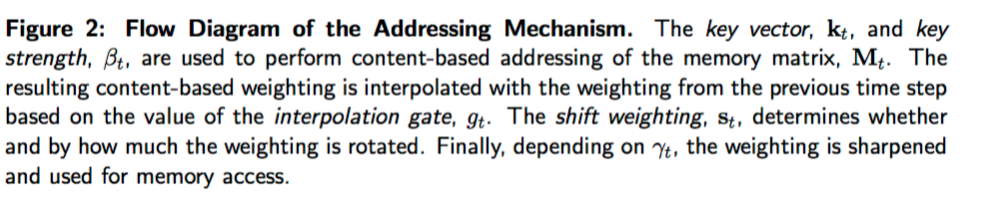 Figure 2: Flow Diagram of the Addressing Mechanism. The key vector, kₜ, and key
strength, βₜ, are used to perform content-based addressing of the memory matrix, Mₜ. The
resulting content-based weighting is interpolated with the weighting from the previous time step
based on the value of the interpolation gate, gₜ. The shift weighting, sₜ, determines whether
and by how much the weighting is rotated. Finally, depending on γₜ, the weighting is sharpened
and used for memory access.